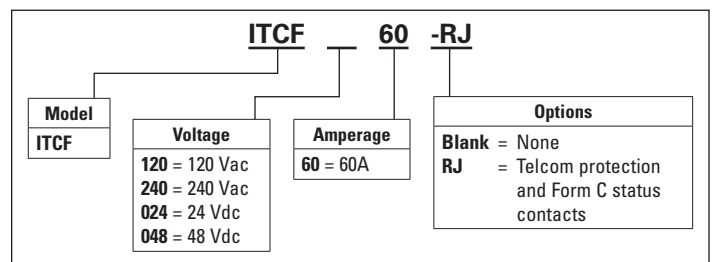 ITCF __ 60 -RJ
Model
ITCF
Voltage
120 = 120 Vac
240 = 240 Vac
024 = 24 Vdc
048 = 48 Vdc
Amperage
60 = 60A
Options
Blank = None
RJ = Telcom protection
and Form C status
contacts